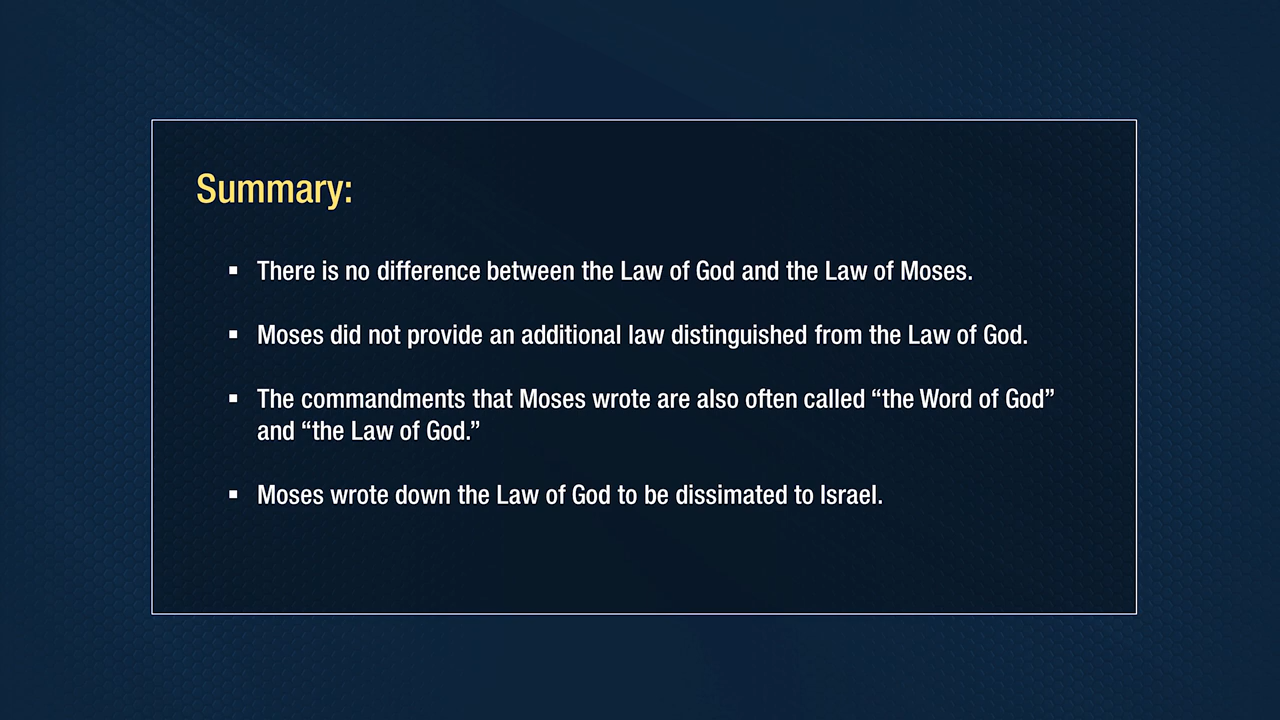 Summary:
▪ There is no difference between the Law of God and the Law of Moses.
▪ Moses did not provide an additional law distinguished from the Law of God.
▪ The commandments that Moses wrote are also often called “the Word of God”
and “the Law of God.”
▪ Moses wrote down the Law of God to be dissimated to Israel.